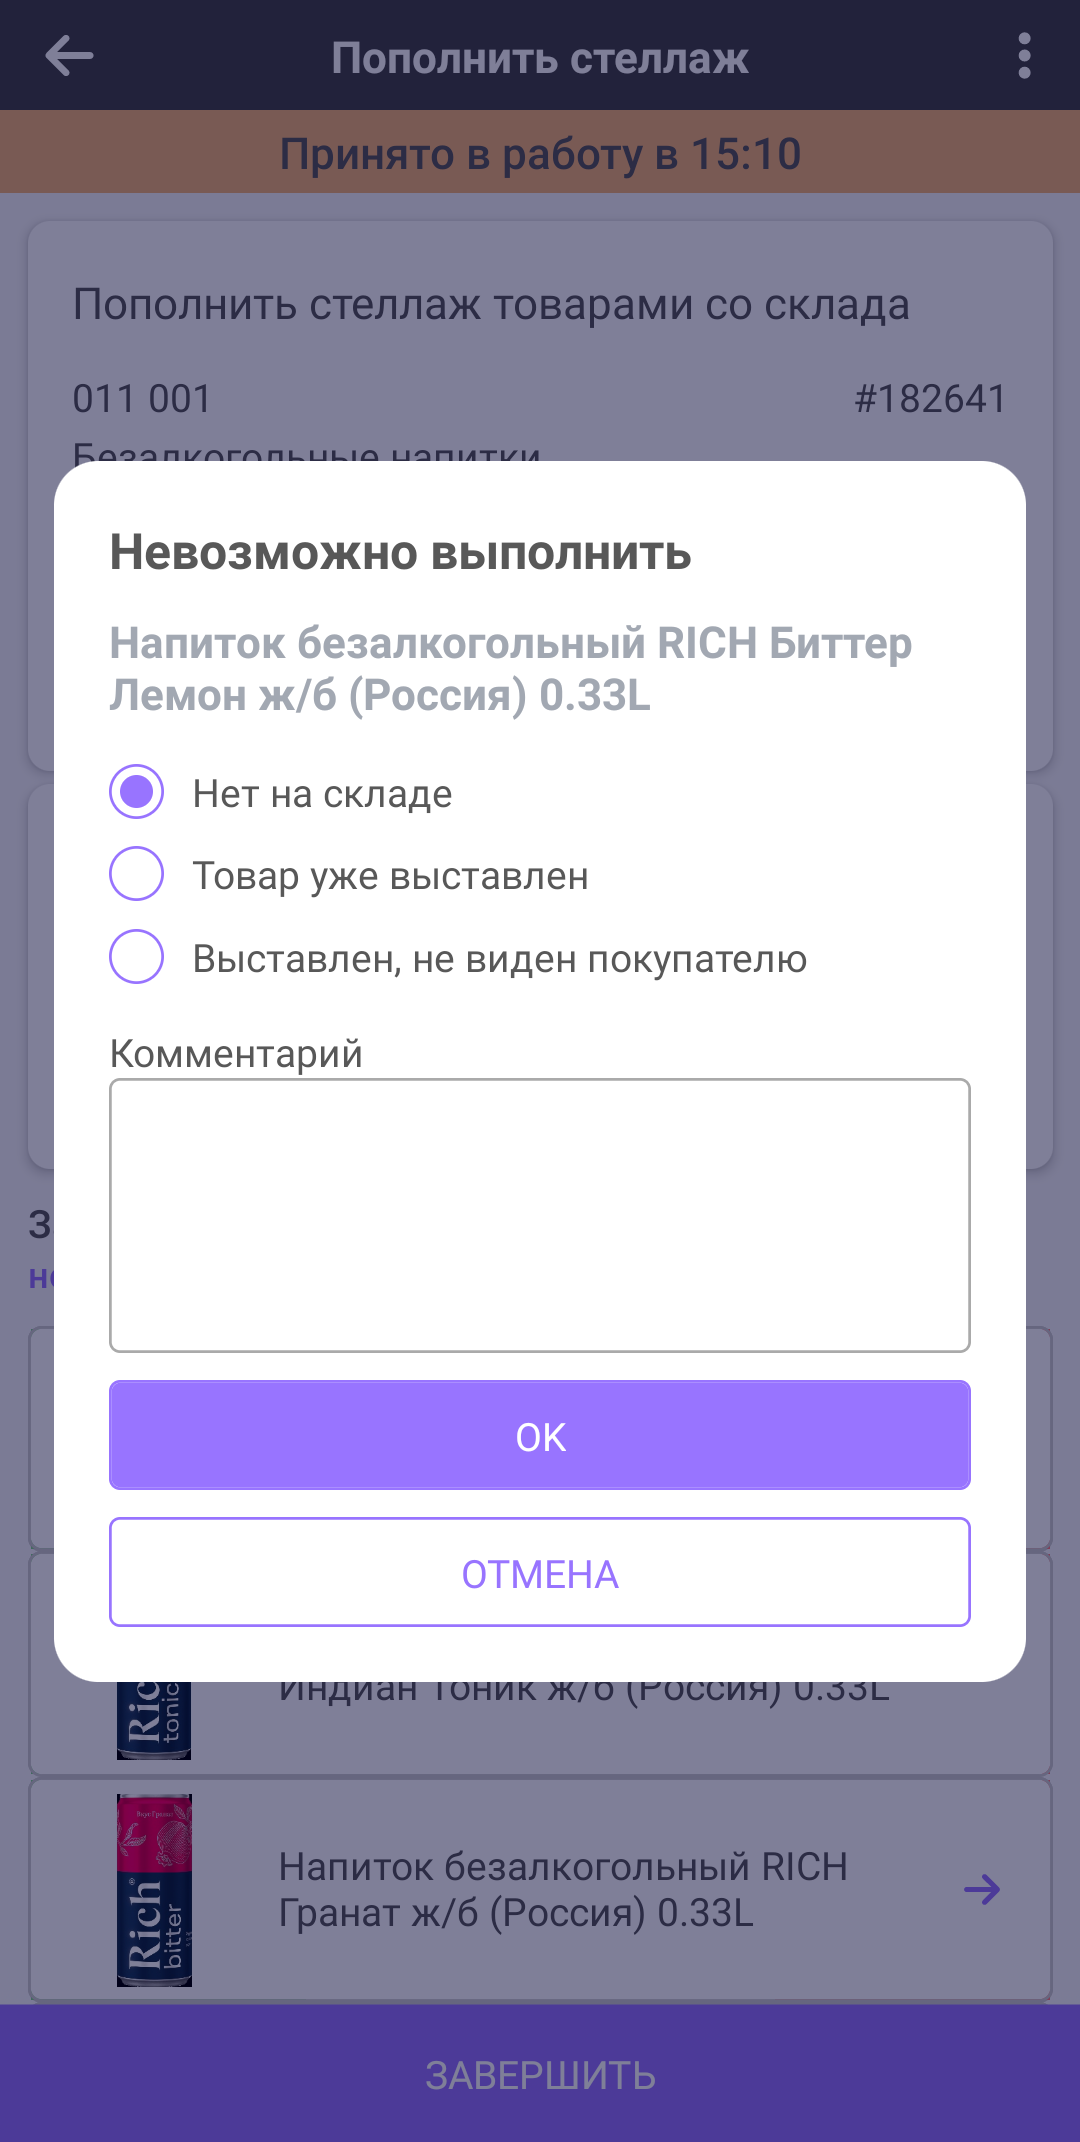 Пополнить стеллаж
Принято в работу в 15:10
Пополнить стеллаж товарами со склада
011 001
#182641
Безалкогольные напитки
Невозможно выполнить
Напиток безалкогольный RICH Биттер
Лемон ж/б (Россия) 0.33L
Нет на складе
Товар уже выставлен
Выставлен, не виден покупателю
Комментарий
OK
ОТМЕНА
Rich
tonic
Индиан Тоник ж/б (Россия) 0.33L
Rich
bitter
Напиток безалкогольный RICH
Гранат ж/б (Россия) 0.33L
ЗАВЕРШИТЬ